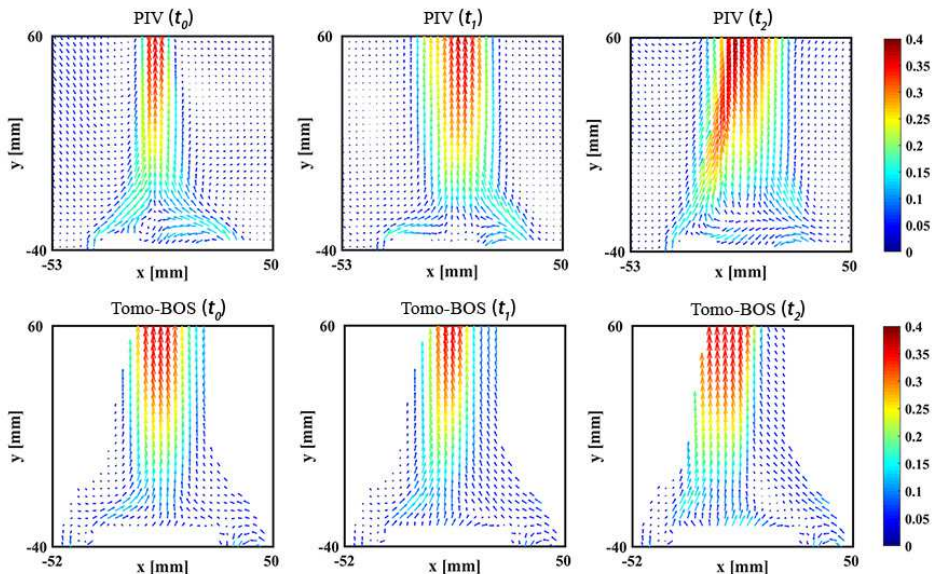 PIV (t0)
PIV (t1)
PIV (t2)
60
y [mm]
-40
-53
x [mm]
50
60
y [mm]
-40
-53
x [mm]
50
60
y [mm]
-40
-53
x [mm]
50
0.4
0.35
0.3
0.25
0.2
0.15
0.1
0.05
0
Tomo-BOS (t0)
Tomo-BOS (t1)
Tomo-BOS (t2)
60
y [mm]
-40
-52
x [mm]
50
60
y [mm]
-40
-52
x [mm]
50
60
y [mm]
-40
-52
x [mm]
50
0.4
0.35
0.3
0.25
0.2
0.15
0.1
0.05
0